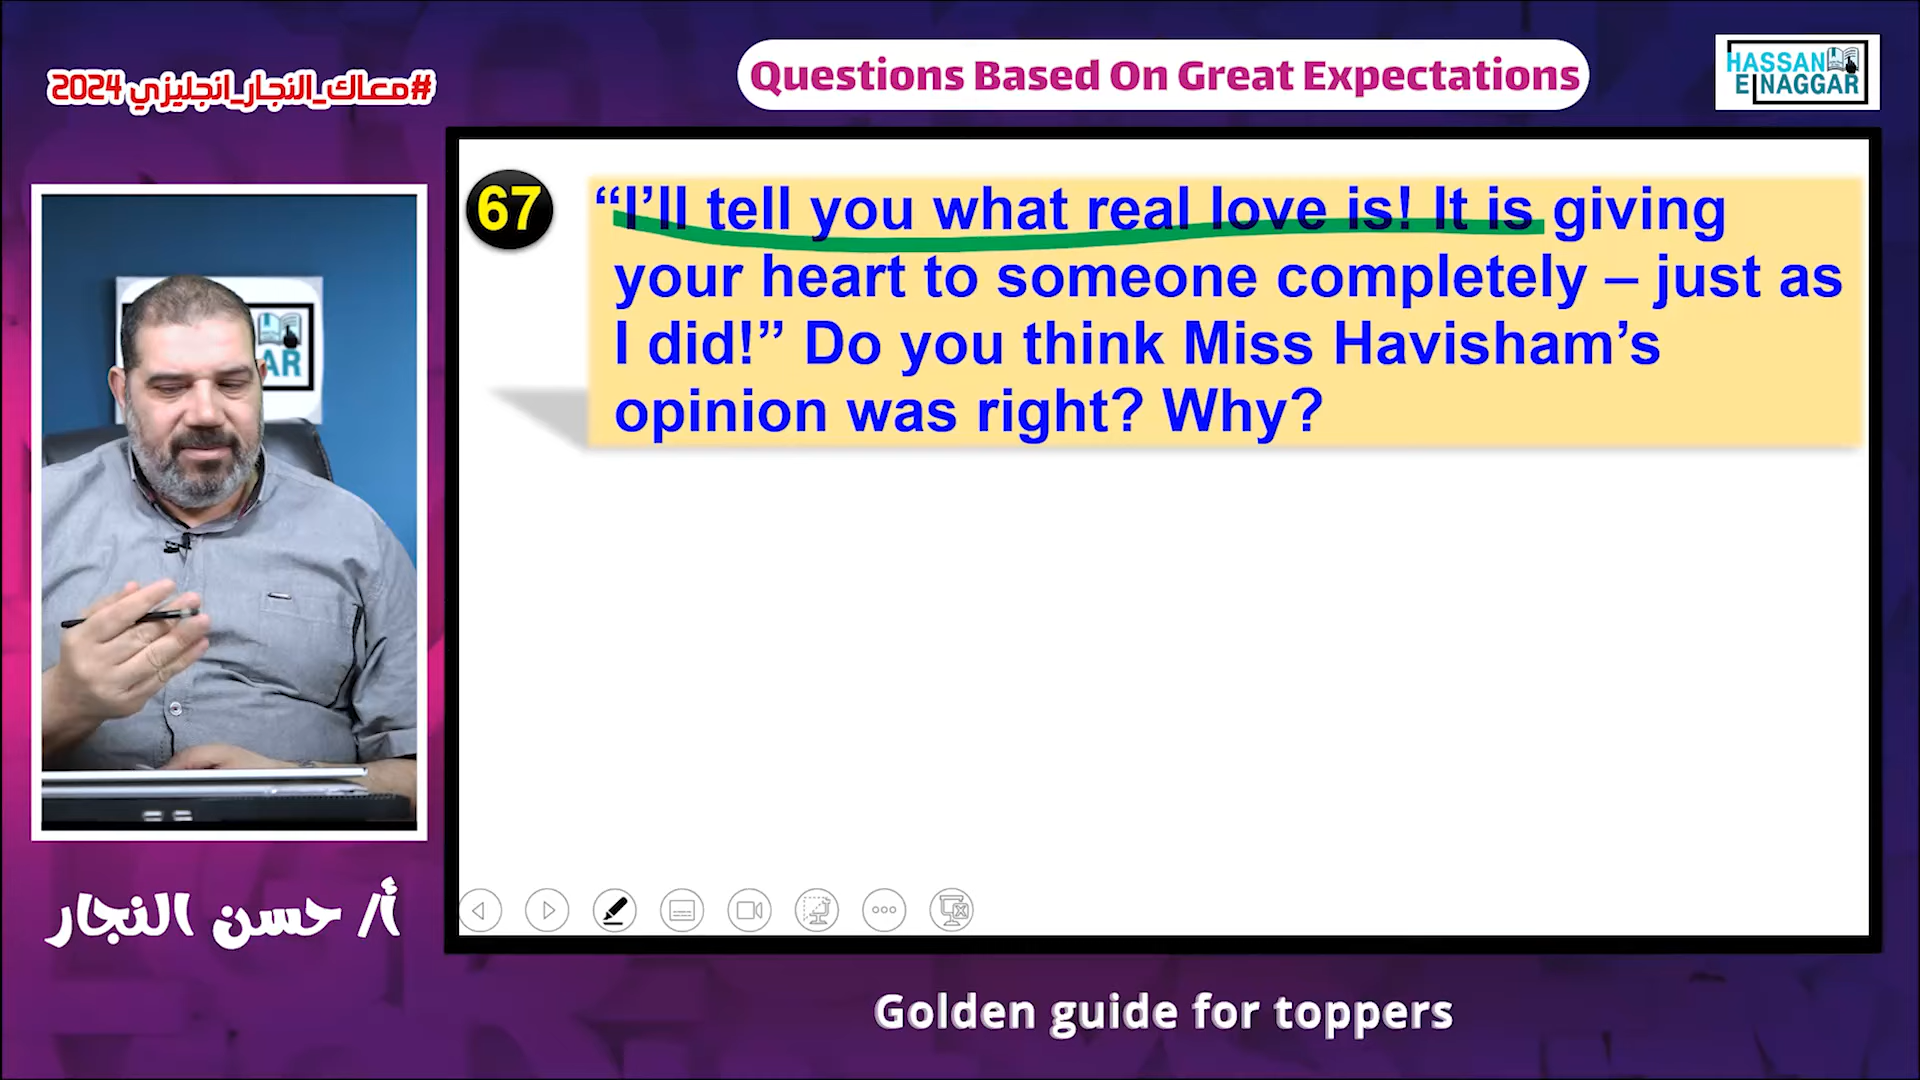 #معاك_النجار_انجليزي 2024
Questions Based On Great Expectations
HASSAN
ELNAGGAR
67
“I’ll tell you what real love is! It is giving
your heart to someone completely – just as
I did!” Do you think Miss Havisham’s
opinion was right? Why?
AR
أ/ حسن النجار
Golden guide for toppers